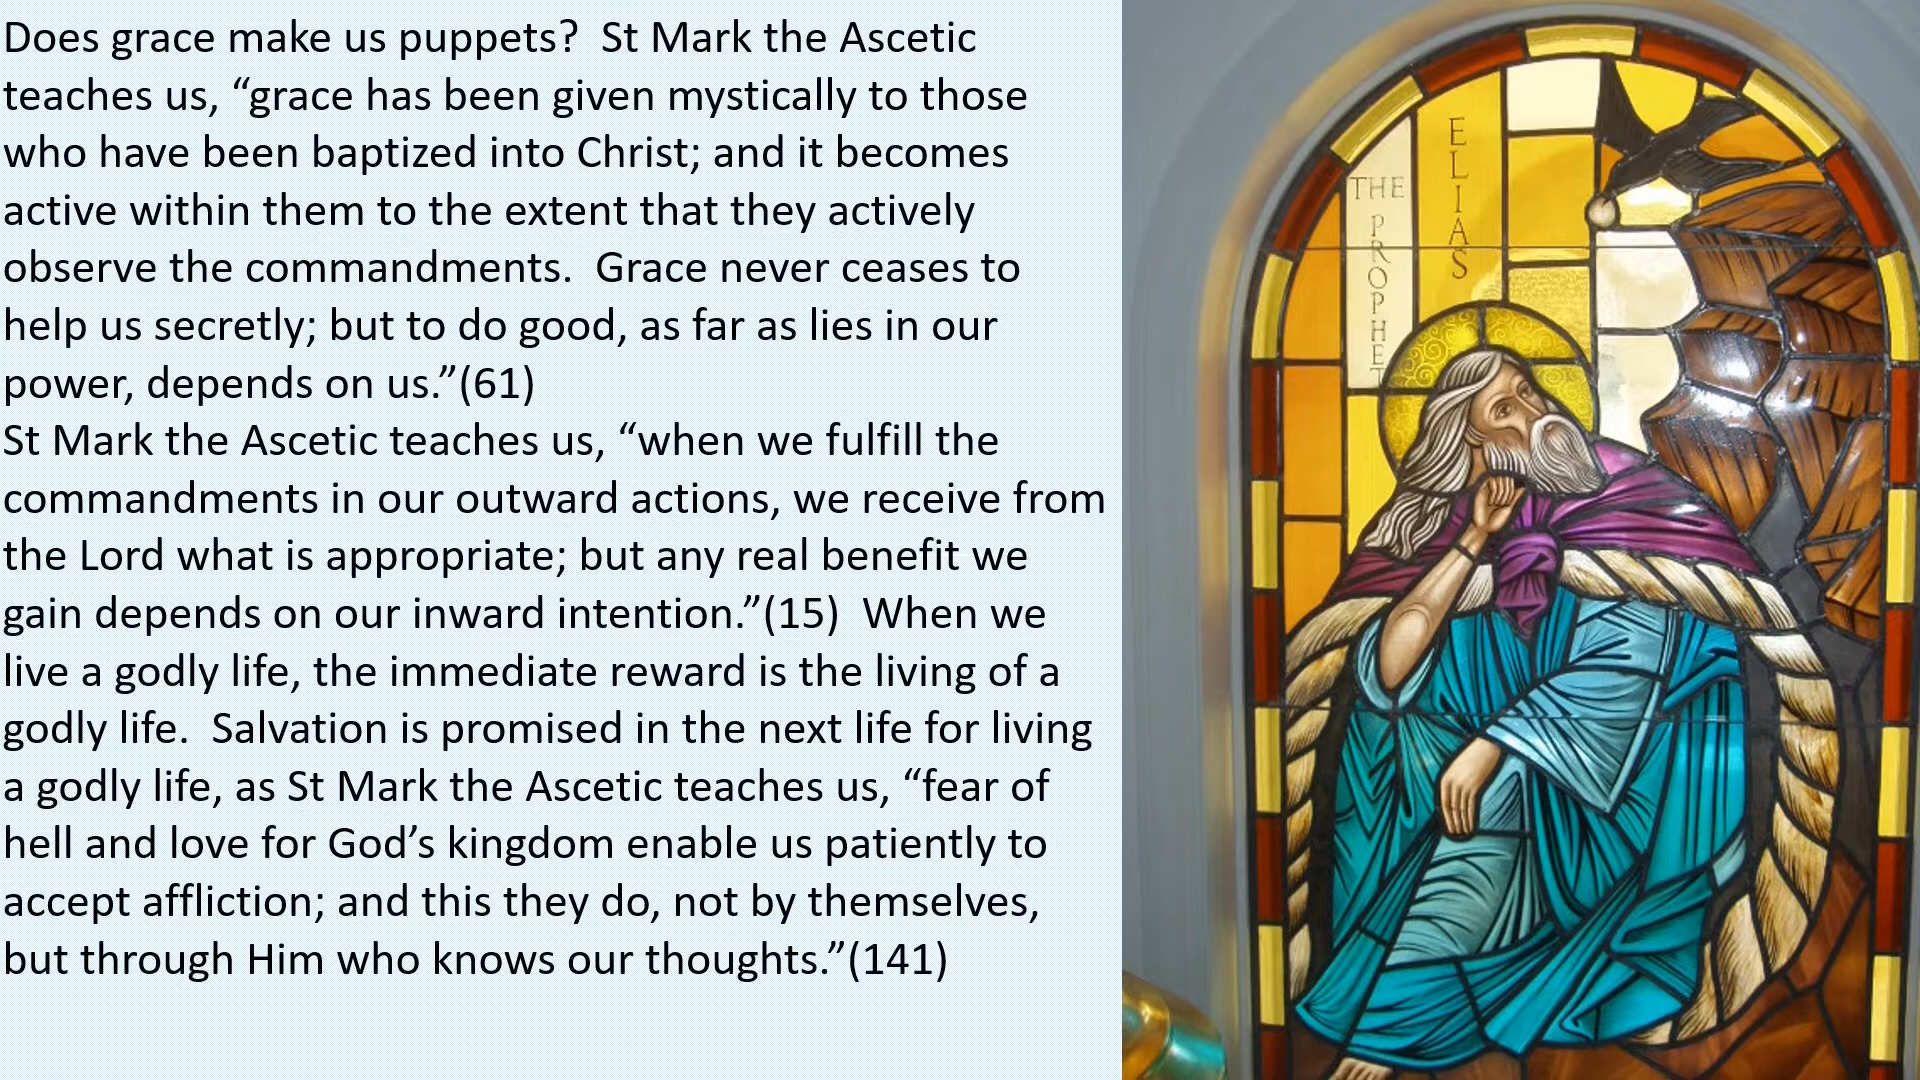 Does grace make us puppets?  St Mark the Ascetic
teaches us, “grace has been given mystically to those
who have been baptized into Christ; and it becomes
active within them to the extent that they actively
observe the commandments.  Grace never ceases to
help us secretly; but to do good, as far as lies in our
power, depends on us.”(61)
St Mark the Ascetic teaches us, “when we fulfill the
commandments in our outward actions, we receive from
the Lord what is appropriate; but any real benefit we
gain depends on our inward intention.”(15)  When we
live a godly life, the immediate reward is the living of a
godly life.  Salvation is promised in the next life for living
a godly life, as St Mark the Ascetic teaches us, “fear of
hell and love for God’s kingdom enable us patiently to
accept affliction; and this they do, not by themselves,
but through Him who knows our thoughts.”(141)
THE
PROPHET
ELIAS